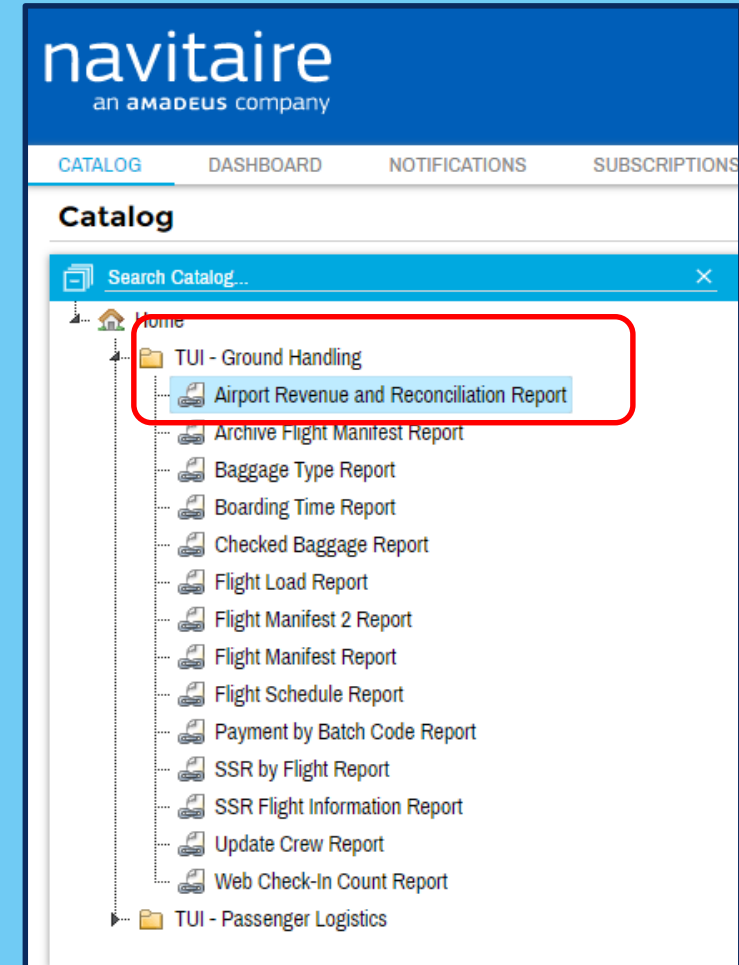 navitaire
an amadeus company
CATALOG DASHBOARD NOTIFICATIONS SUBSCRIPTIONS
Catalog
Search Catalog...
Home
TUI - Ground Handling
Airport Revenue and Reconciliation Report
Archive Flight Manifest Report
Baggage Type Report
Boarding Time Report
Checked Baggage Report
Flight Load Report
Flight Manifest 2 Report
Flight Manifest Report
Flight Schedule Report
Payment by Batch Code Report
SSR by Flight Report
SSR Flight Information Report
Update Crew Report
Web Check-In Count Report
TUI - Passenger Logistics